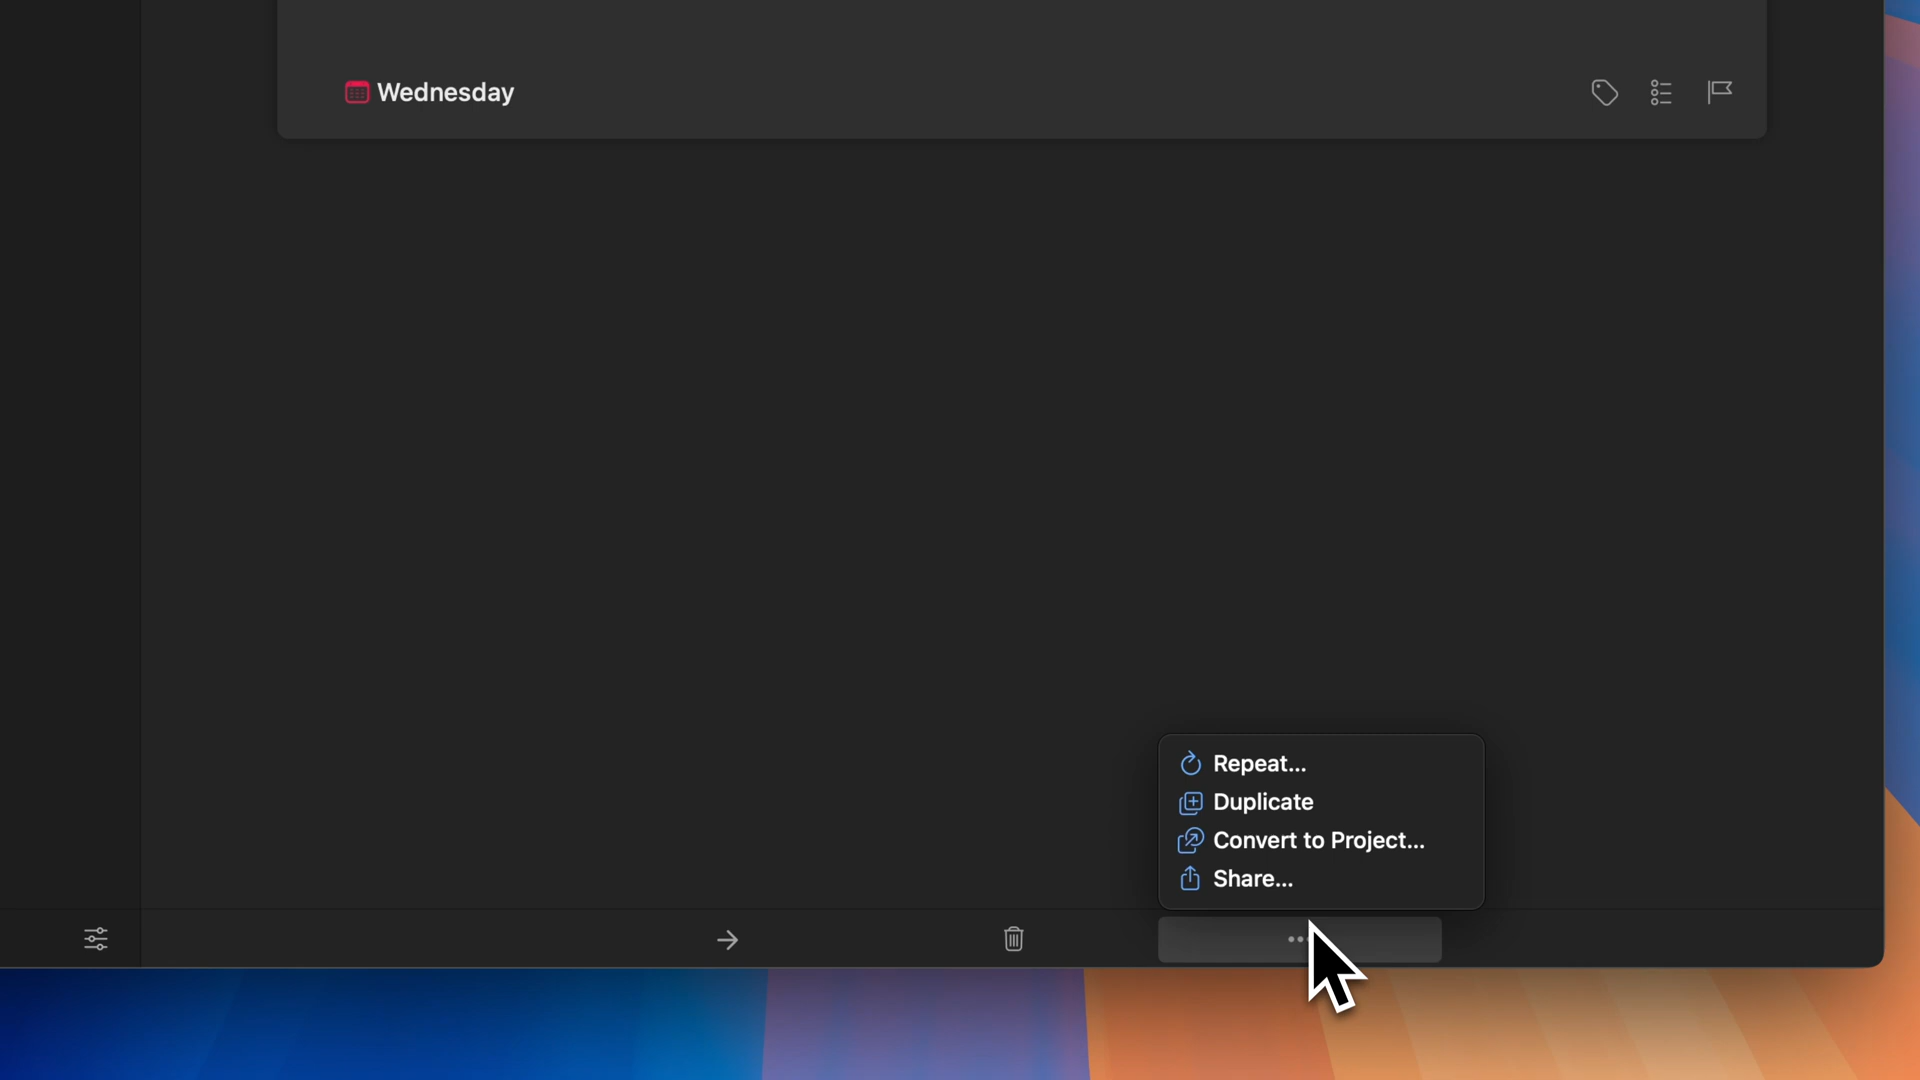 Wednesday
Repeat...
Duplicate
Convert to Project...
Share...